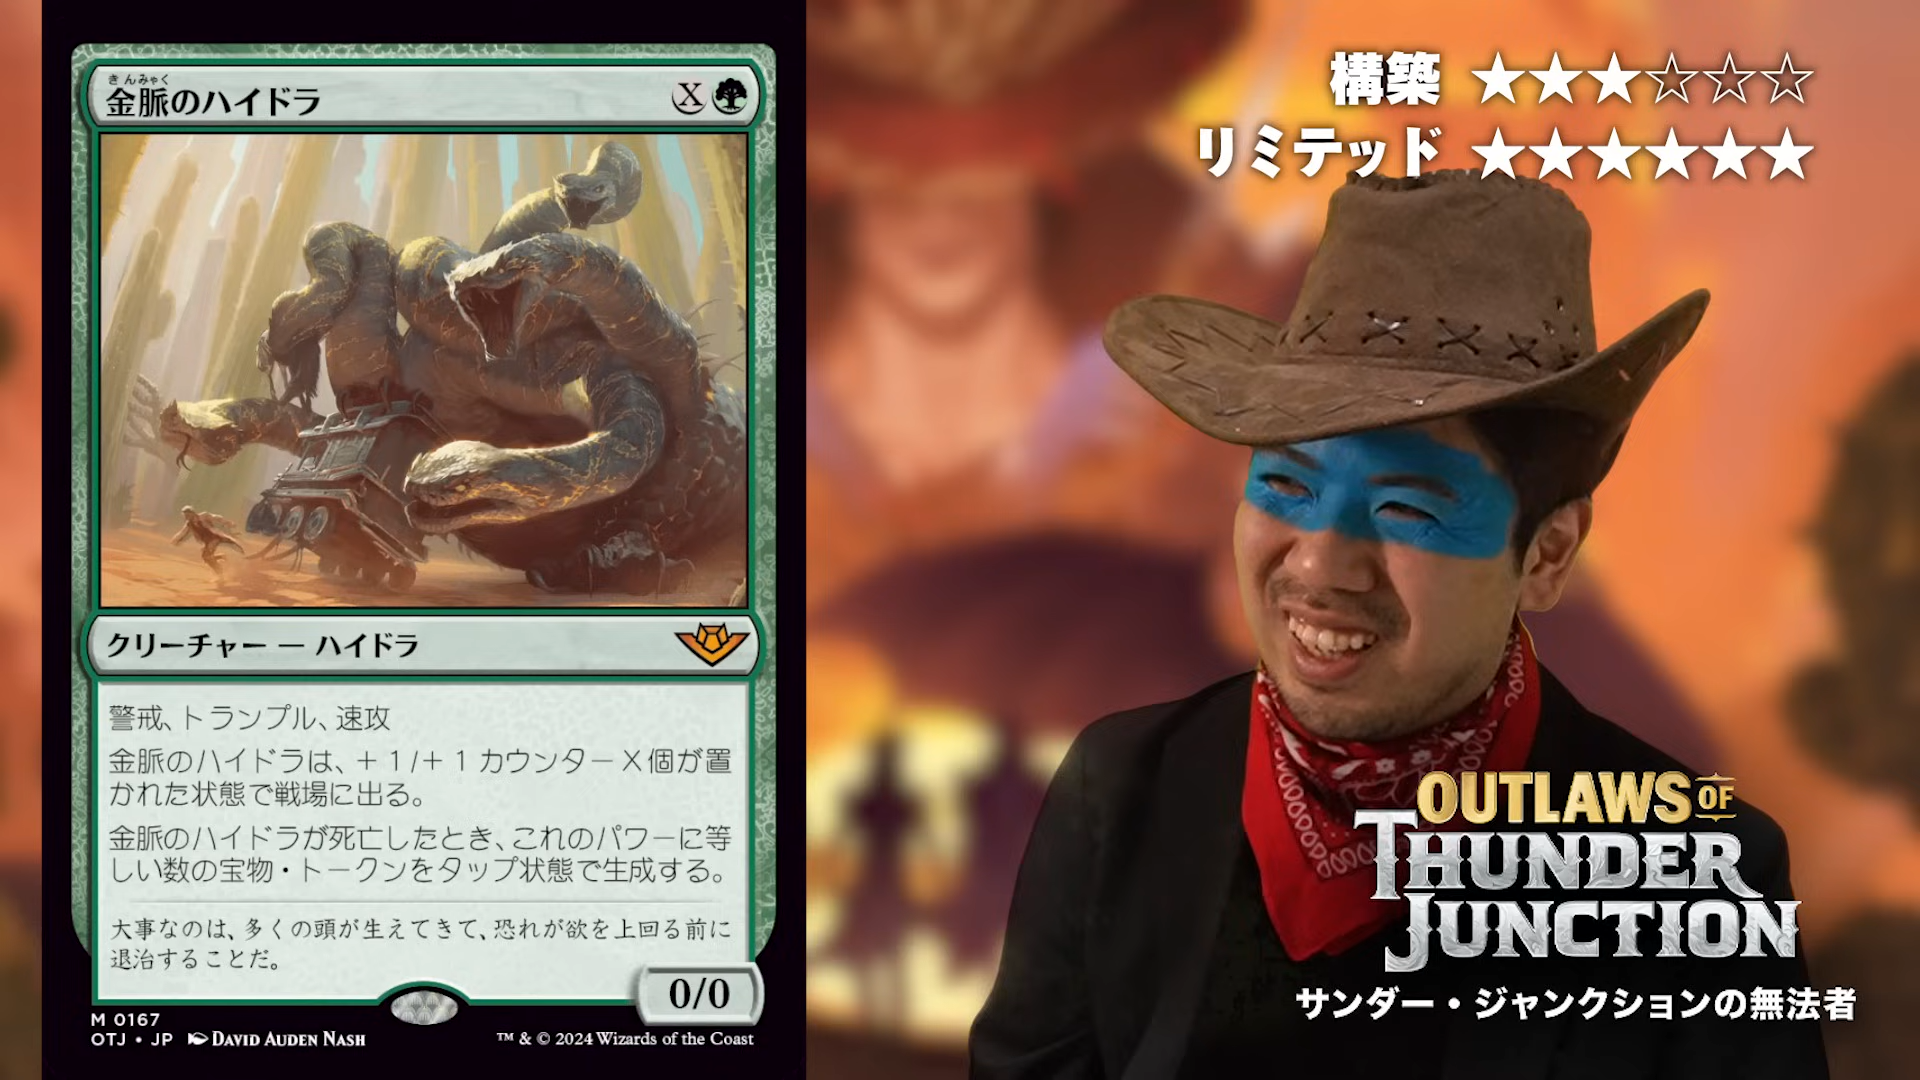 きんみゃく
金脈のハイドラ
X
クリーチャー — ハイドラ
警戒、トランプル、速攻
金脈のハイドラは、+1/+1カウンターX個が置
かれた状態で戦場に出る。
金脈のハイドラが死亡したとき、これのパワーに等
しい数の宝物・トークンをタップ状態で生成する。
大事なのは、多くの頭が生えてきて、恐れが欲を上回る前に
退治することだ。
0/0
M 0167
OTJ • JP DAVID AUDEN NASH
™ & © 2024 Wizards of the Coast
構築 ★★★☆☆☆
リミテッド ★★★★★★
OUTLAWS OF
THUNDER
JUNCTION
サンダー・ジャンクションの無法者